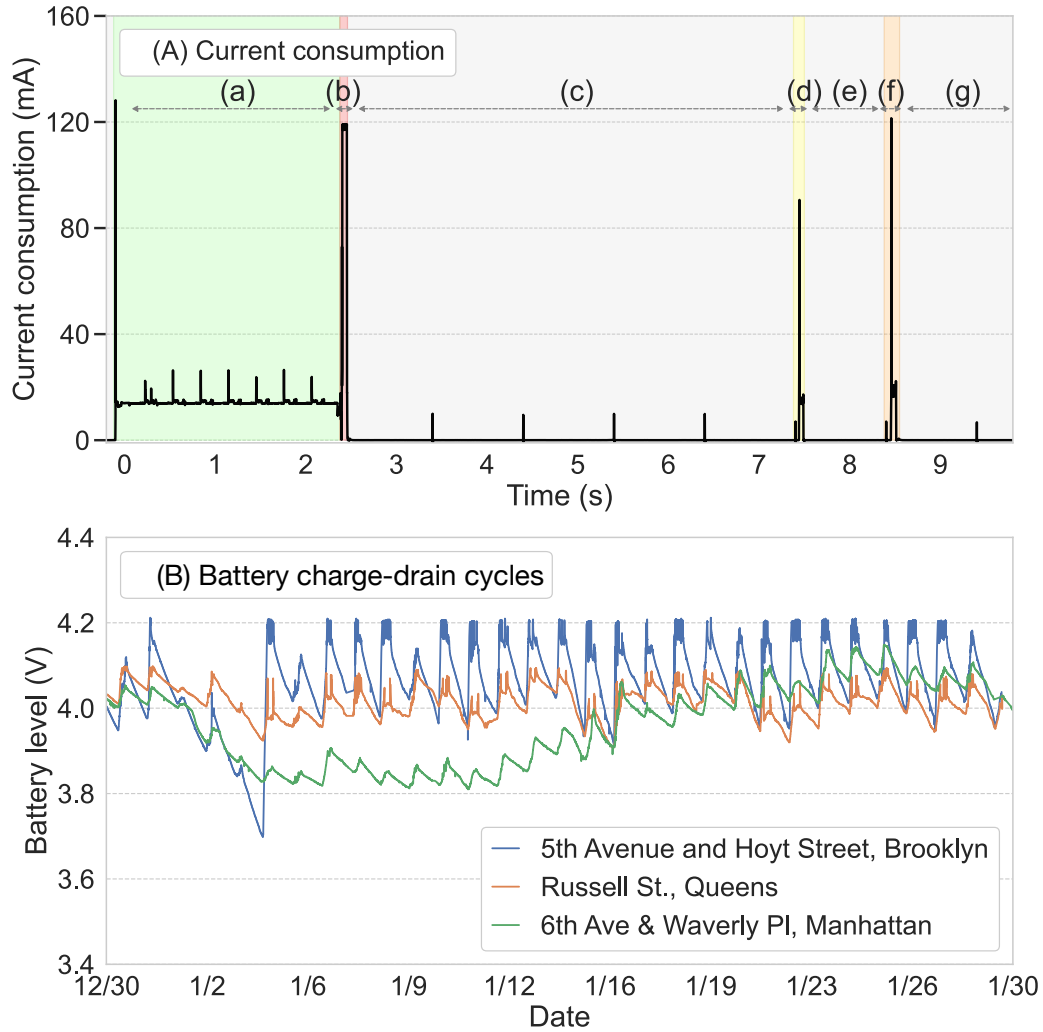 160
(A) Current consumption
(a)
(b)
(c)
(d)
(e)
(f)
(g)
120
80
40
0
Current consumption (mA)
0 1 2 3 4 5 6 7 8 9
Time (s)
4.4
(B) Battery charge-drain cycles
4.2
4.0
3.8
3.6
3.4
Battery level (V)
5th Avenue and Hoyt Street, Brooklyn
Russell St., Queens
6th Ave & Waverly Pl, Manhattan
12/30 1/2 1/6 1/9 1/12 1/16 1/19 1/23 1/26 1/30
Date